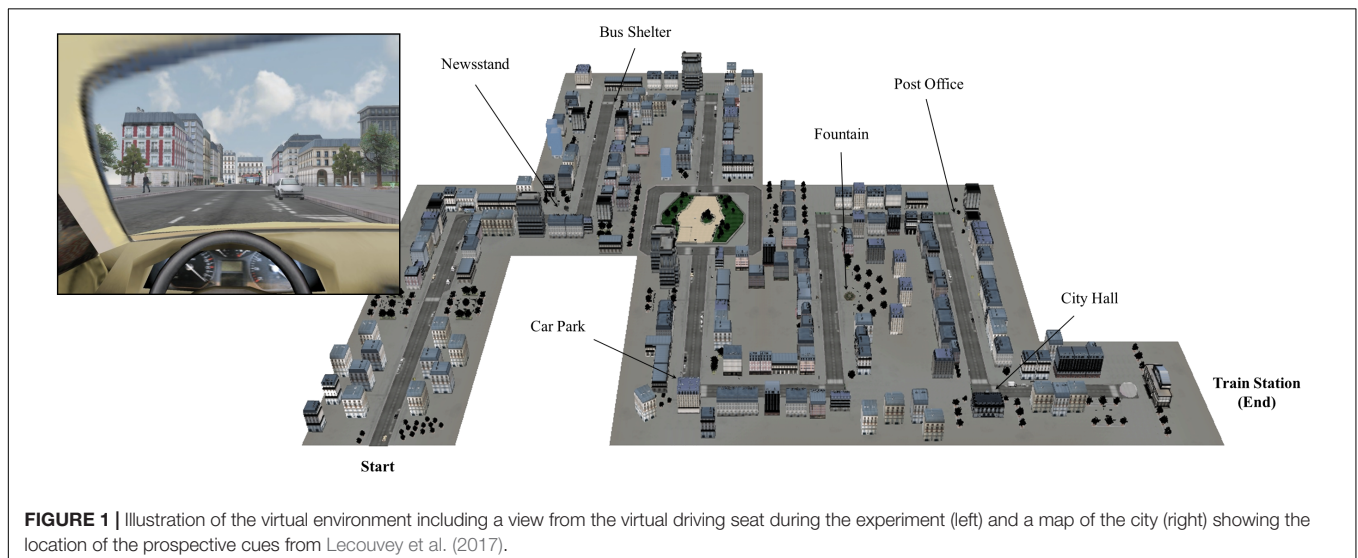 Bus Shelter
Newsstand
Post Office
Fountain
City Hall
Car Park
Train Station
(End)
Start
FIGURE 1 | Illustration of the virtual environment including a view from the virtual driving seat during the experiment (left) and a map of the city (right) showing the
location of the prospective cues from Lecouvey et al. (2017).